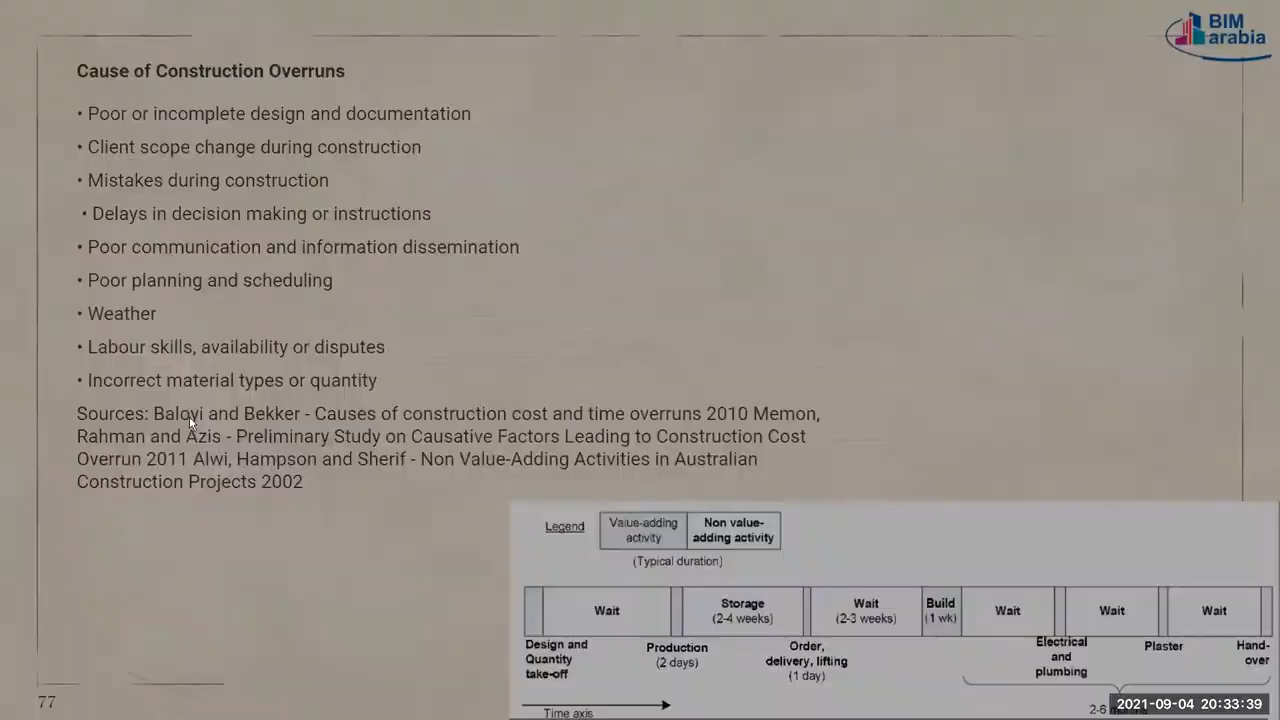 BIM
arabia
Cause of Construction Overruns
• Poor or incomplete design and documentation
• Client scope change during construction
• Mistakes during construction
• Delays in decision making or instructions
• Poor communication and information dissemination
• Poor planning and scheduling
• Weather
• Labour skills, availability or disputes
• Incorrect material types or quantity
Sources: Baloyi and Bekker - Causes of construction cost and time overruns 2010 Memon,
Rahman and Azis - Preliminary Study on Causative Factors Leading to Construction Cost
Overrun 2011 Alwi, Hampson and Sherif - Non Value-Adding Activities in Australian
Construction Projects 2002
Legend
Value-adding
activity
Non value-
adding activity
(Typical duration)
Wait
Storage
(2-4 weeks)
Wait
(2-3 weeks)
Build
(1 wk)
Wait
Wait
Wait
Design and
Quantity
take-off
Production
(2 days)
Order,
delivery, lifting
(1 day)
Electrical
and
plumbing
Plaster
Hand-
over
Time axis
77
2021-09-04 20:33:39